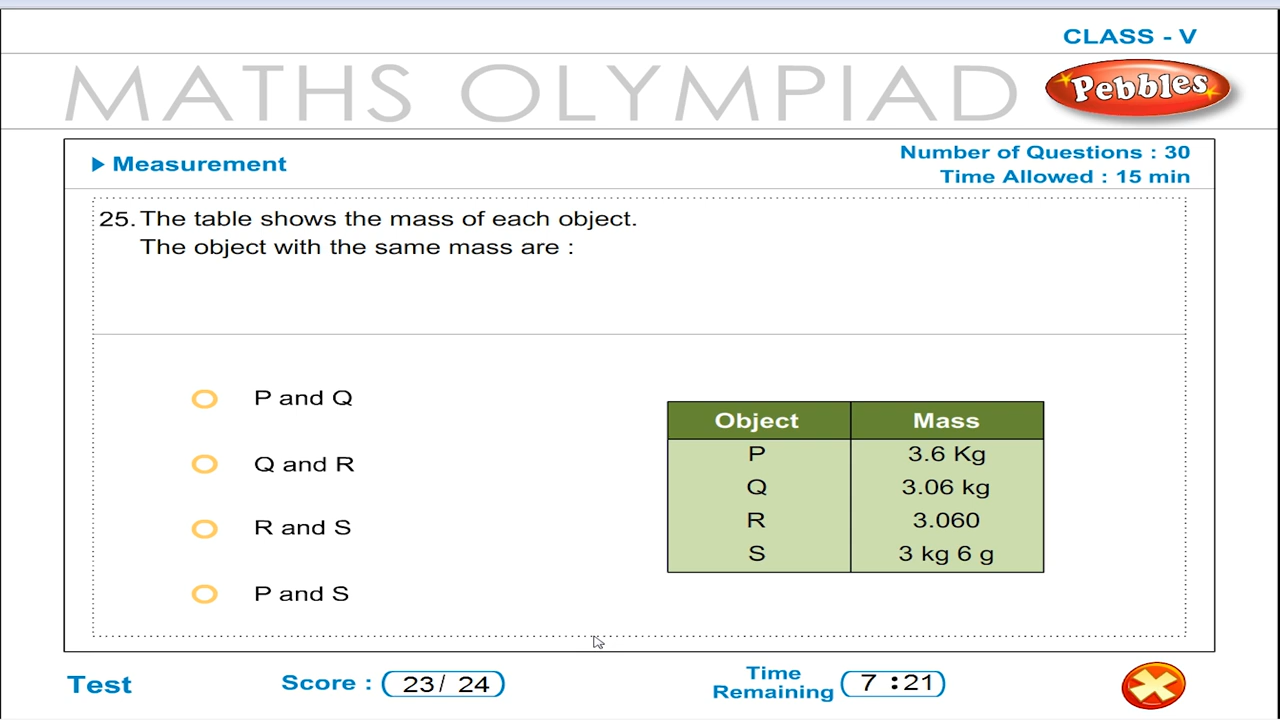 CLASS - V
MATHS OLYMPIAD
Pebbles
Measurement
Number of Questions : 30
Time Allowed : 15 min
25. The table shows the mass of each object.
The object with the same mass are :
P and Q
Q and R
R and S
P and S
Object Mass
P 3.6 Kg
Q 3.06 kg
R 3.060
S 3 kg 6 g
Test
Score : 23/ 24
Time Remaining 7 : 21